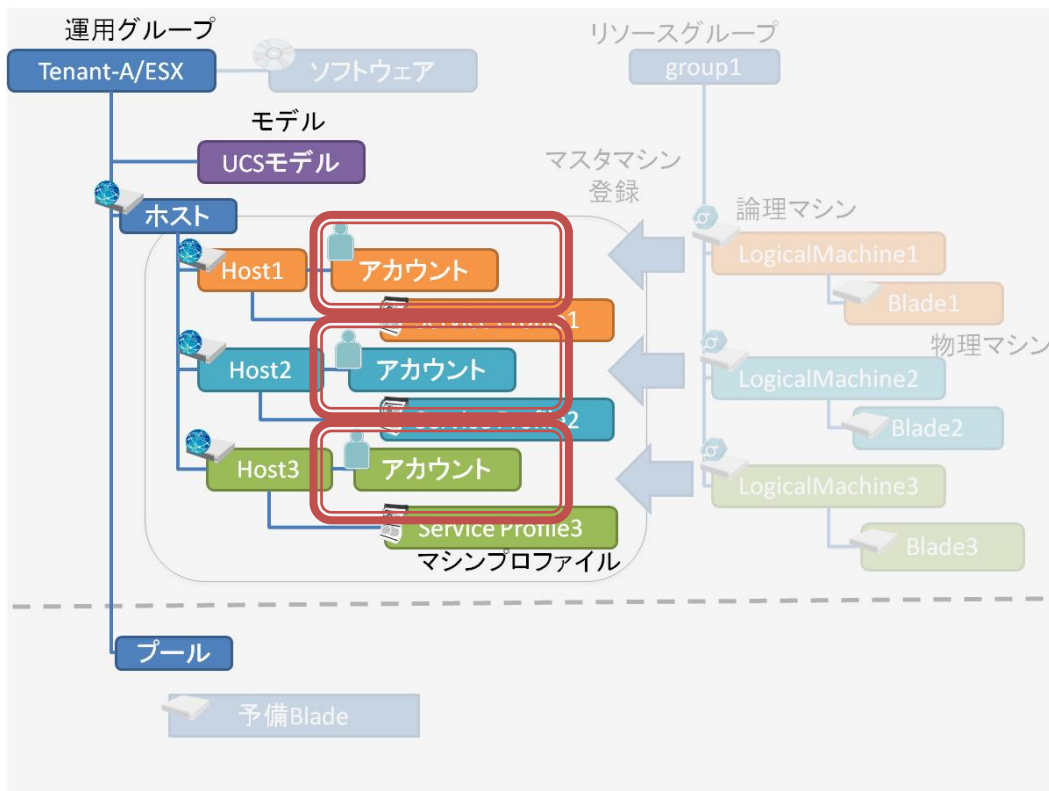 運用グループ
リソースグループ
Tenant-A/ESX
ソフトウェア
group1
モデル
UCSモデル
マスタマシン
登録
ホスト
論理マシン
Host1
アカウント
LogicalMachine1
Service Profile1
Blade1
物理マシン
Host2
アカウント
LogicalMachine2
Service Profile2
Blade2
Host3
アカウント
LogicalMachine3
Service Profile3
Blade3
マシンプロファイル
プール
予備Blade